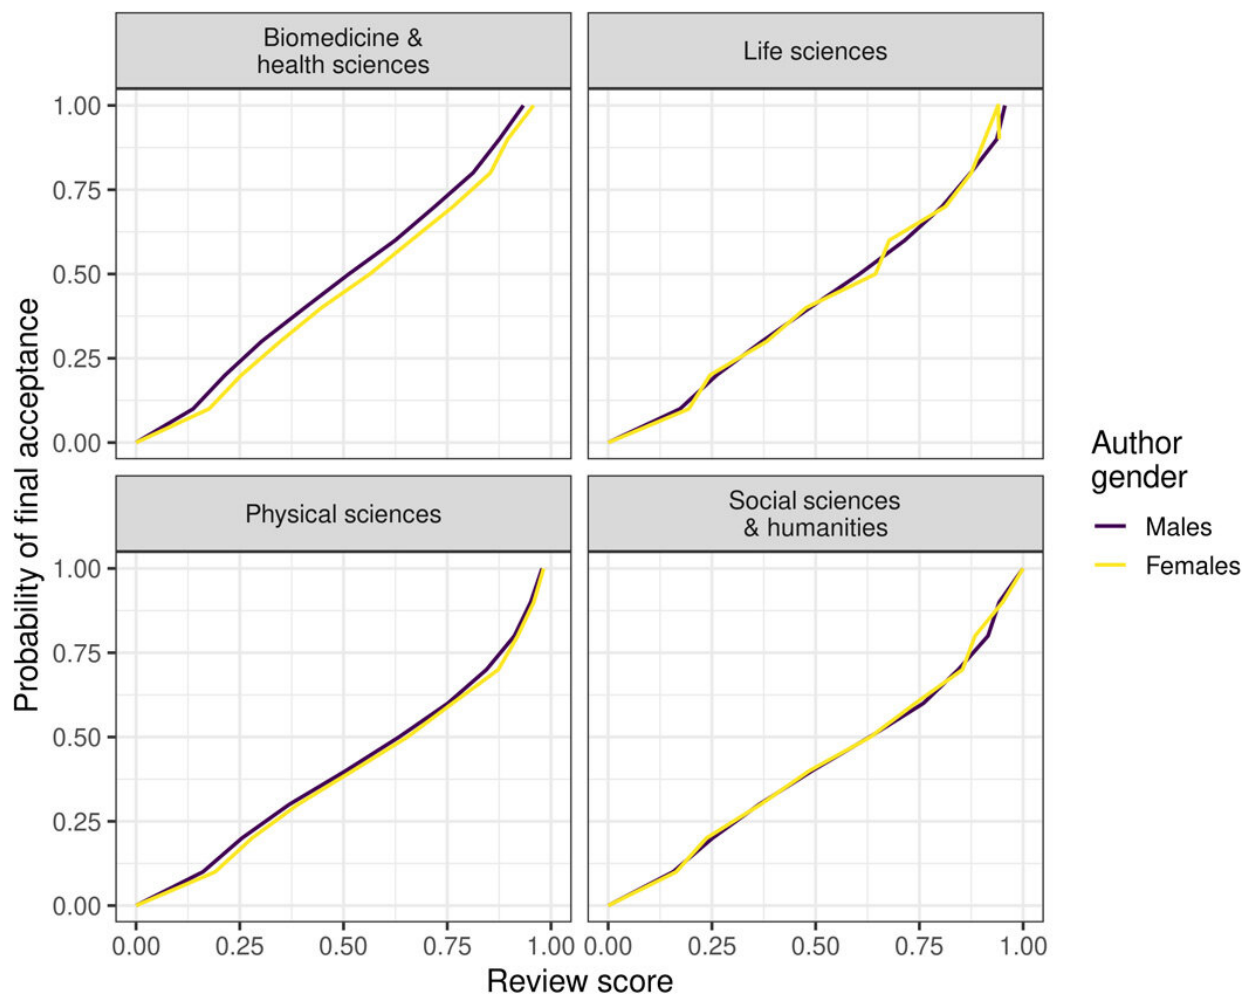 Biomedicine &
health sciences
Life sciences
1.00
0.75
0.50
0.25
0.00
Physical sciences
Social sciences
& humanities
1.00
0.75
0.50
0.25
0.00
0.00 0.25 0.50 0.75 1.00 0.00 0.25 0.50 0.75 1.00
Review score
Probability of final acceptance
Author
gender
Males
Females